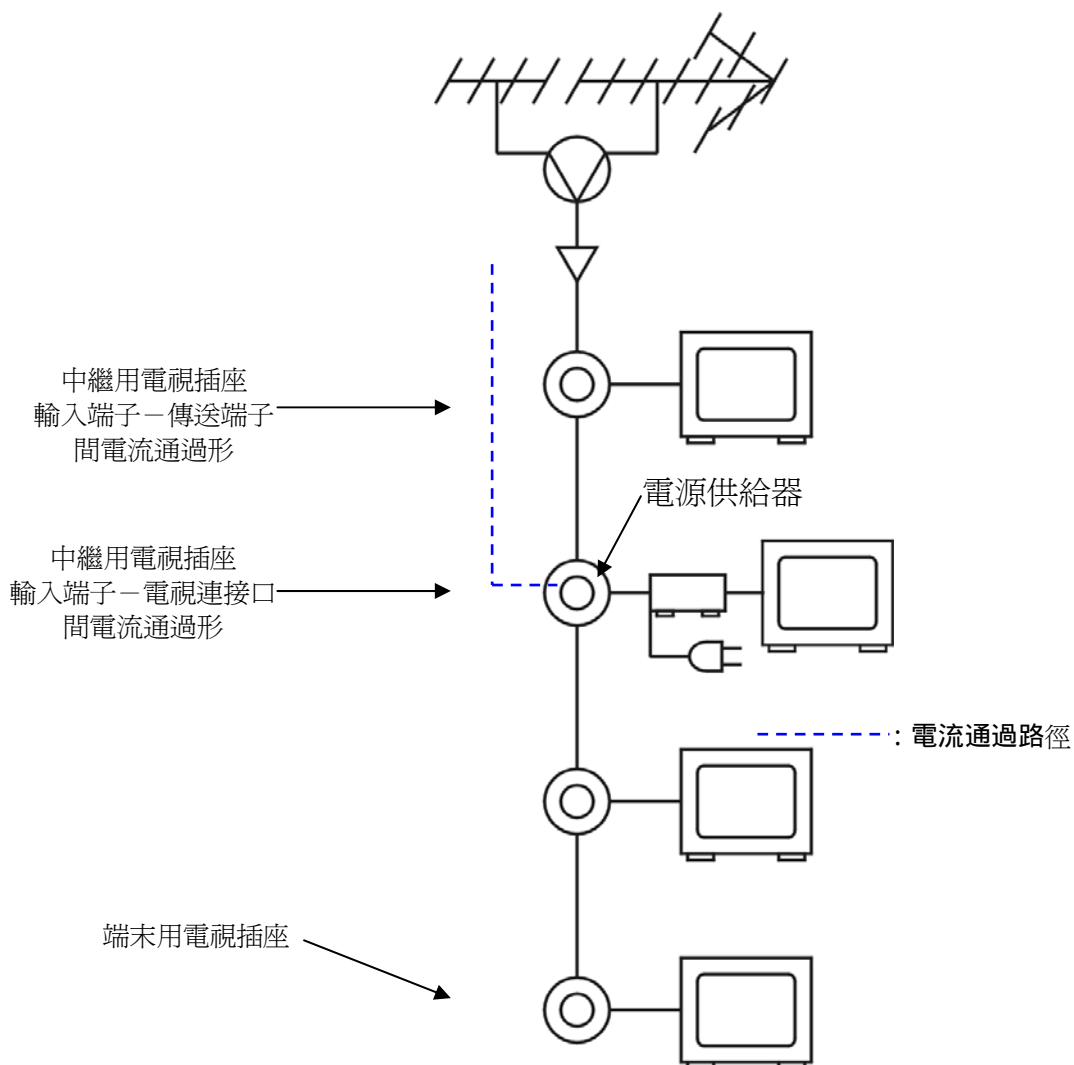 中繼用電視插座
輸入端子－傳送端子
間電流通過形
電源供給器
中繼用電視插座
輸入端子－電視連接口
間電流通過形
：電流通過路徑
端末用電視插座